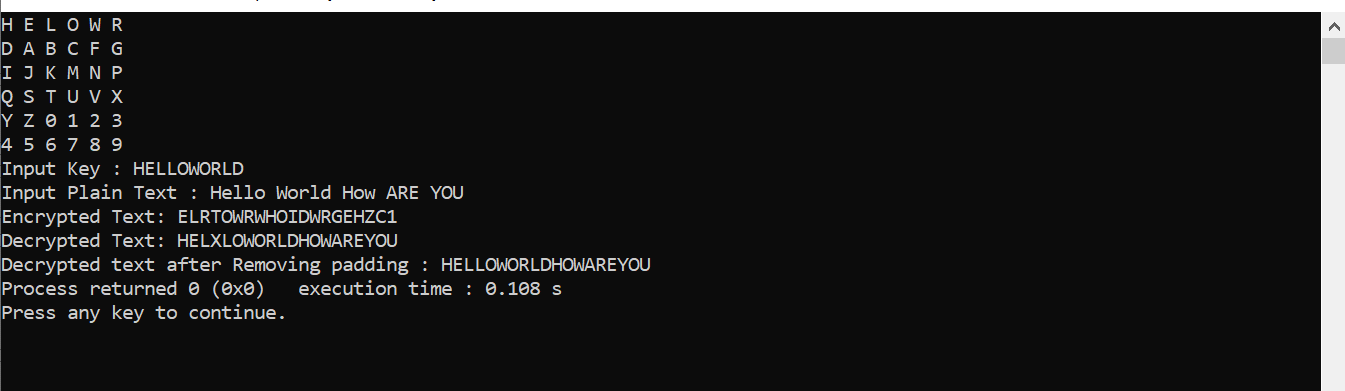 H E L O W R
D A B C F G
I J K M N P
Q S T U V X
Y Z 0 1 2 3
4 5 6 7 8 9
Input Key : HELLOWORLD
Input Plain Text : Hello World How ARE YOU
Encrypted Text: ELRTOWRWHOIDWRGEHZC1
Decrypted Text: HELXLOWORLDHOWAREYOU
Decrypted text after Removing padding : HELLOWORLDHOWAREYOU
Process returned 0 (0x0)   execution time : 0.108 s
Press any key to continue.